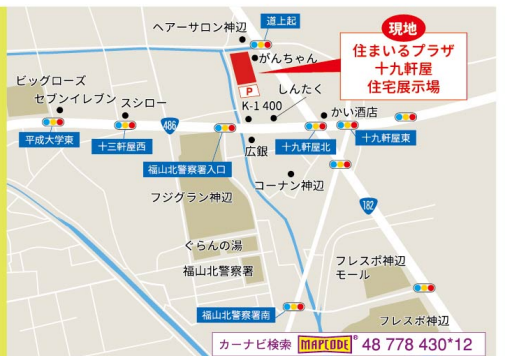 ヘアーサロン神辺
道上起
現地
住まいるプラザ
十九軒屋
住宅展示場
がんちゃん
P
しんたく
K-1 400
ビッグローズ
セブンイレブン
スシロー
かい酒店
平成大学東
十三軒屋西
486
福山北警察署入口
広銀
十九軒屋北
十九軒屋東
コーナン神辺
フジグラン神辺
182
ぐらんの湯
福山北警察署
フレスポ神辺
モール
福山北警察署南
フレスポ神辺
カーナビ検索 MAPCODE® 48 778 430*12